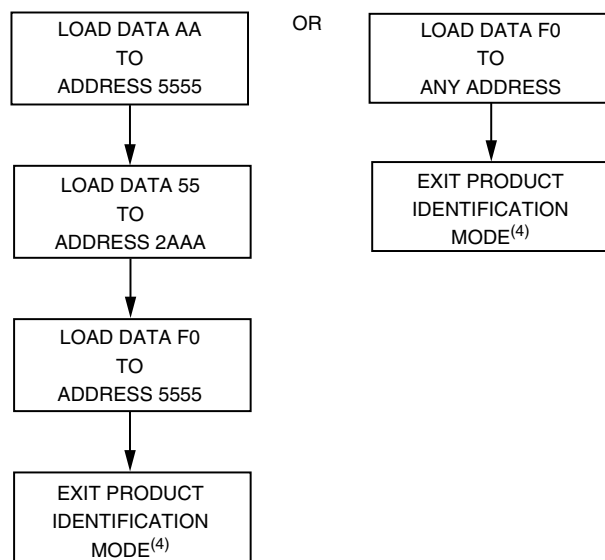 LOAD DATA AA
TO
ADDRESS 5555
LOAD DATA 55
TO
ADDRESS 2AAA
LOAD DATA F0
TO
ADDRESS 5555
EXIT PRODUCT
IDENTIFICATION
MODE(4)
OR
LOAD DATA F0
TO
ANY ADDRESS
EXIT PRODUCT
IDENTIFICATION
MODE(4)